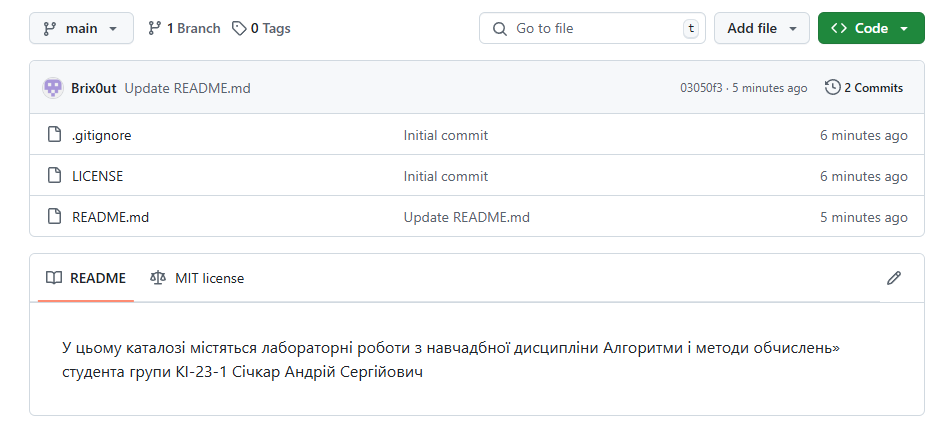 main 1 Branch 0 Tags Go to file t Add file Code
Brix0ut Update README.md 03050f3 · 5 minutes ago 2 Commits
.gitignore Initial commit 6 minutes ago
LICENSE Initial commit 6 minutes ago
README.md Update README.md 5 minutes ago
README MIT license
У цьому каталозі містяться лабораторні роботи з навчадбної дисципліни Алгоритми і методи обчислень»
студента групи КІ-23-1 Січкар Андрій Сергійович